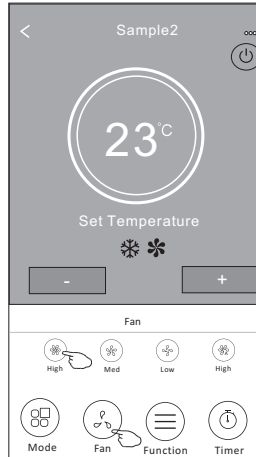 Sample2
23°C
Set Temperature
- +
Fan
High Med Low High
Mode Fan Function Timer